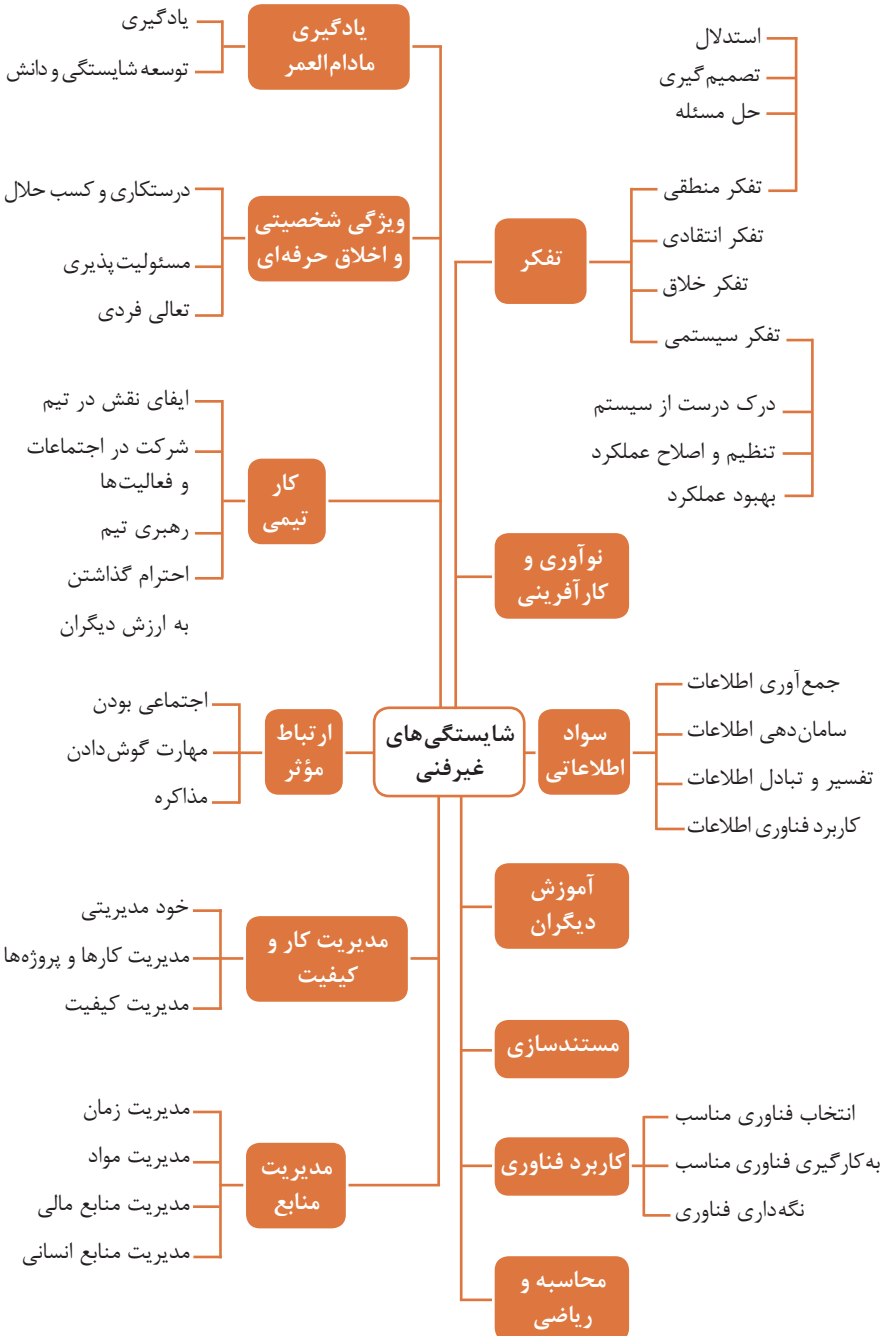 شایستگی‌های
غیرفنی
تفکر
استدلال
تصمیم‌گیری
حل مسئله
تفکر منطقی
تفکر انتقادی
تفکر خلاق
تفکر سیستمی
درک درست از سیستم
تنظیم و اصلاح عملکرد
بهبود عملکرد
نوآوری و
کارآفرینی
سواد
اطلاعاتی
جمع‌آوری اطلاعات
سامان‌دهی اطلاعات
تفسیر و تبادل اطلاعات
کاربرد فناوری اطلاعات
آموزش
دیگران
مستندسازی
کاربرد فناوری
انتخاب فناوری مناسب
به‌کارگیری فناوری مناسب
نگه‌داری فناوری
محاسبه و
ریاضی
یادگیری
مادام‌العمر
یادگیری
توسعه شایستگی و دانش
ویژگی شخصیتی
و اخلاق حرفه‌ای
درستکاری و کسب حلال
مسئولیت‌پذیری
تعالی فردی
کار
تیمی
ایفای نقش در تیم
شرکت در اجتماعات
و فعالیت‌ها
رهبری تیم
احترام گذاشتن
به ارزش دیگران
ارتباط
مؤثر
اجتماعی بودن
مهارت گوش‌دادن
مذاکره
مدیریت کار و
کیفیت
خود مدیریتی
مدیریت کارها و پروژه‌ها
مدیریت کیفیت
مدیریت
منابع
مدیریت زمان
مدیریت مواد
مدیریت منابع مالی
مدیریت منابع انسانی